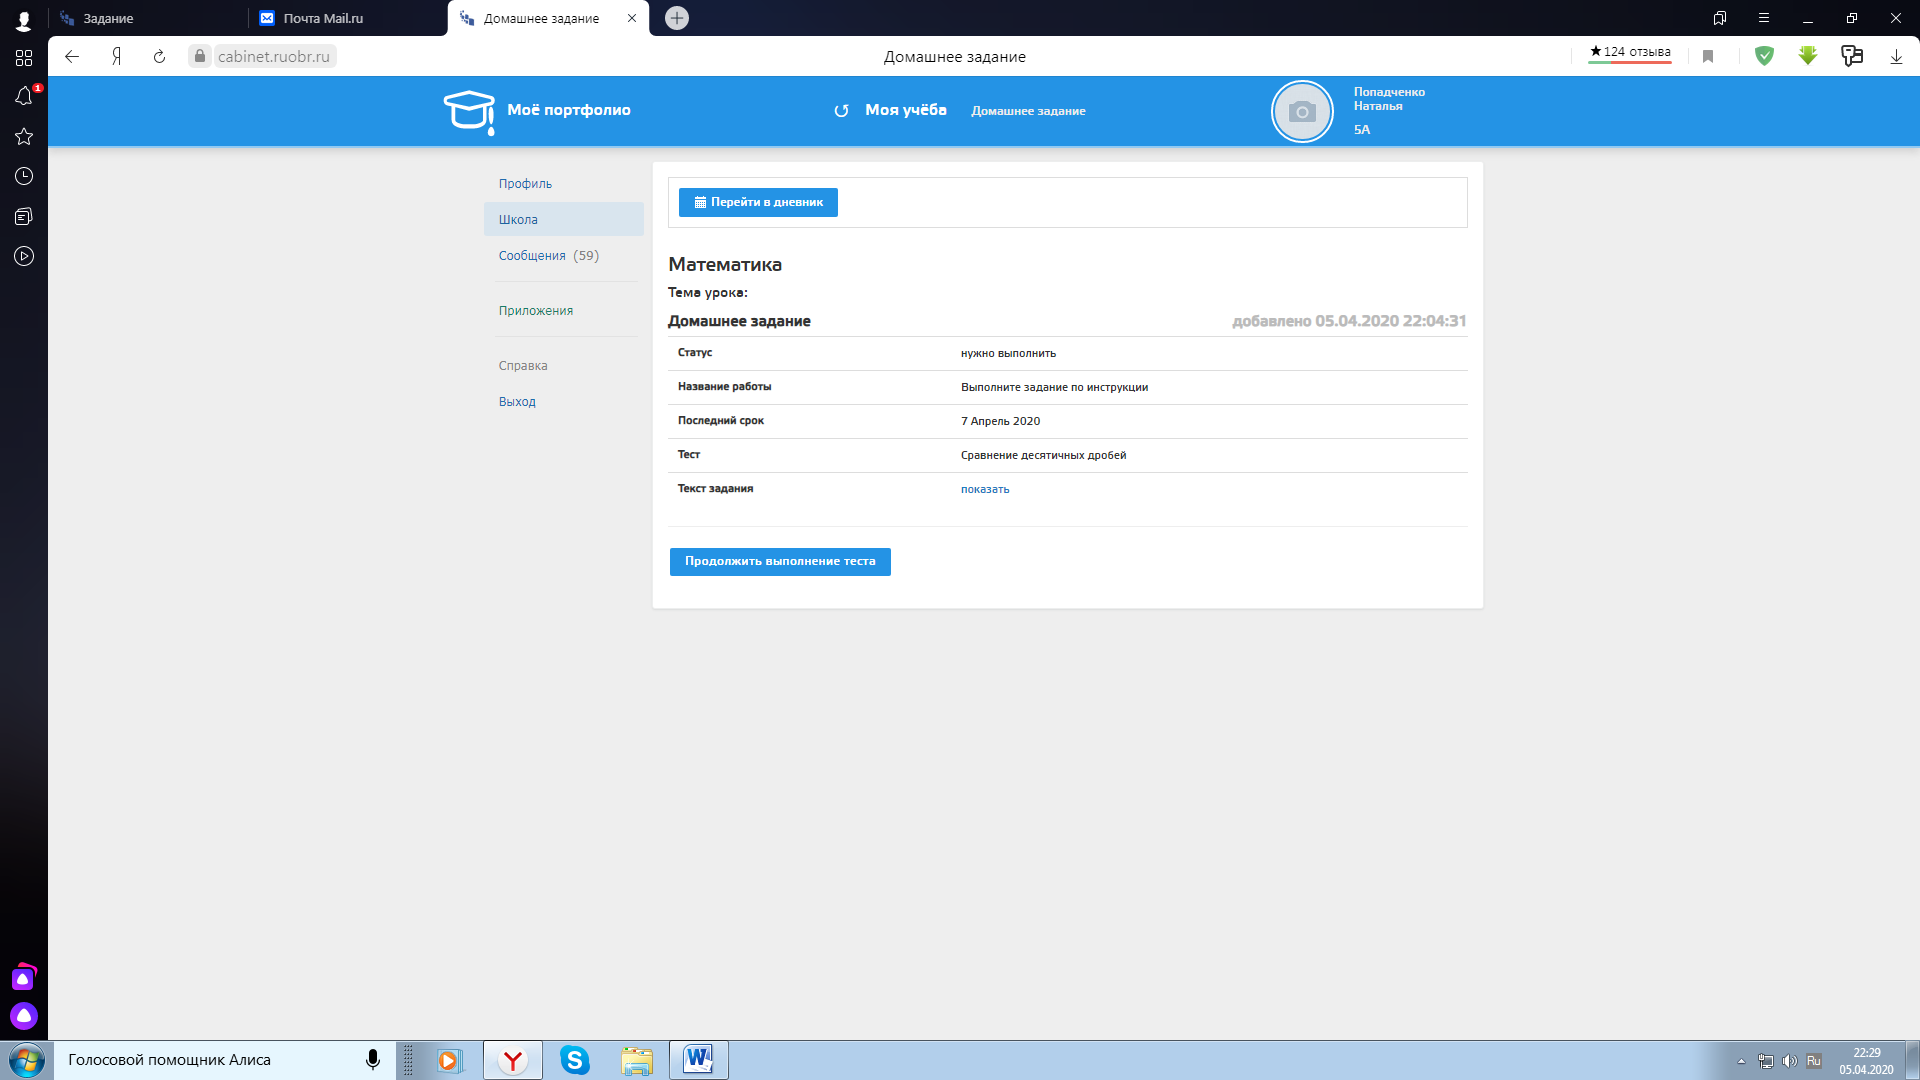 Задание
Почта Mail.ru
Домашнее задание
cabinet.ruobr.ru
Домашнее задание
★124 отзыва
1
Моё портфолио
Моя учёба
Домашнее задание
Попадченко
Наталья
5А
Профиль
Школа
Сообщения (59)
Приложения
Справка
Выход
Перейти в дневник
Математика
Тема урока:
Домашнее задание
добавлено 05.04.2020 22:04:31
Статус
нужно выполнить
Название работы
Выполните задание по инструкции
Последний срок
7 Апрель 2020
Тест
Сравнение десятичных дробей
Текст задания
показать
Продолжить выполнение теста
Голосовой помощник Алиса
Ru
22:29
05.04.2020